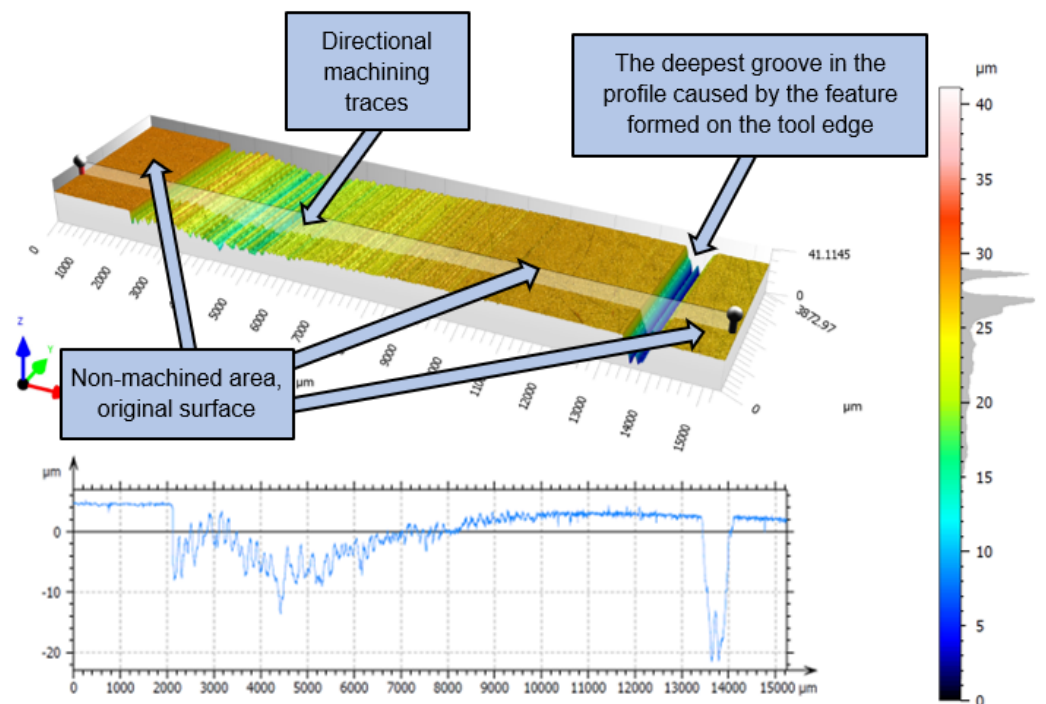 Directional
machining
traces
The deepest groove in the
profile caused by the feature
formed on the tool edge
Non-machined area,
original surface
µm
40
35
30
25
20
15
10
5
0
41.1145
0
3872.97
0
µm
0
1000
2000
3000
5000
6000
7000
µm
9000
12000
13000
14000
15000
Z
Y
µm
0
-10
-20
0 1000 2000 3000 4000 5000 6000 7000 8000 9000 10000 11000 12000 13000 14000 15000 µm